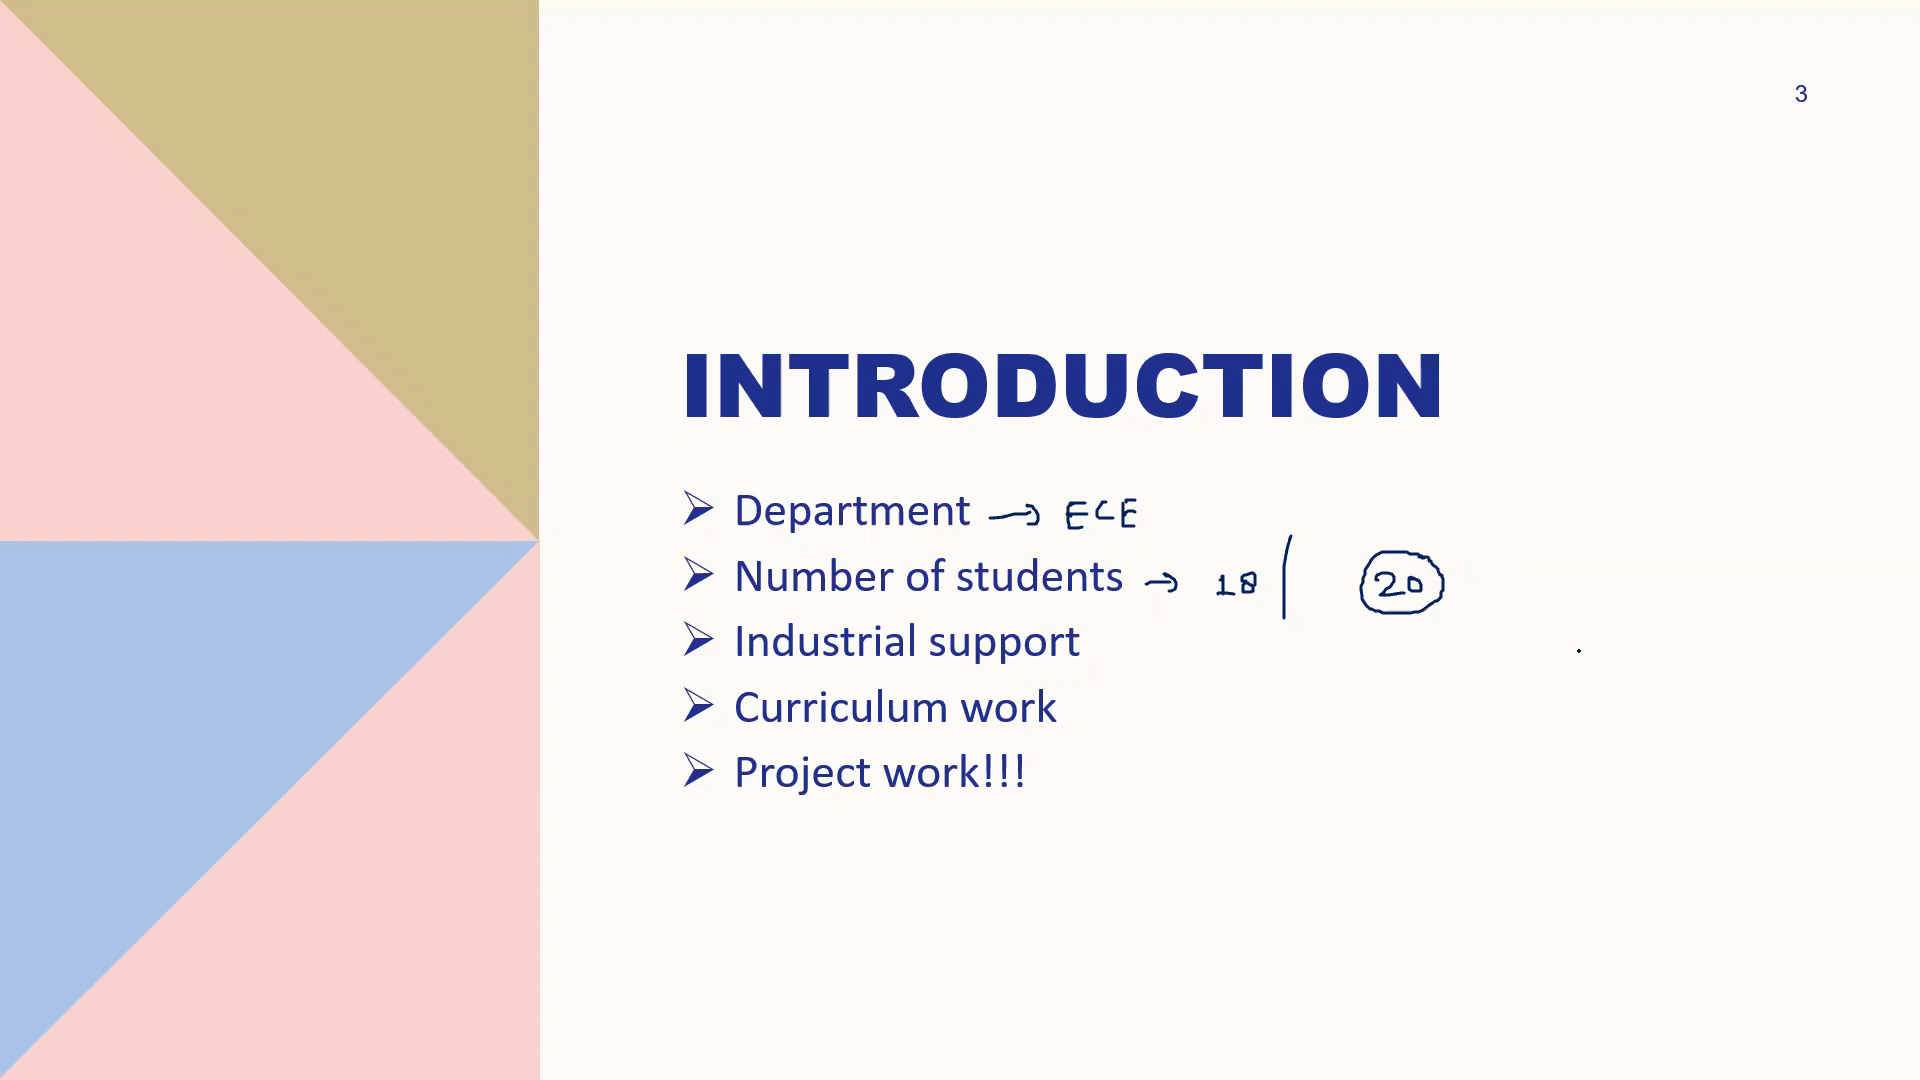 3
INTRODUCTION
➢ Department → ECE
➢ Number of students → 18 | 20
➢ Industrial support
➢ Curriculum work
➢ Project work!!!